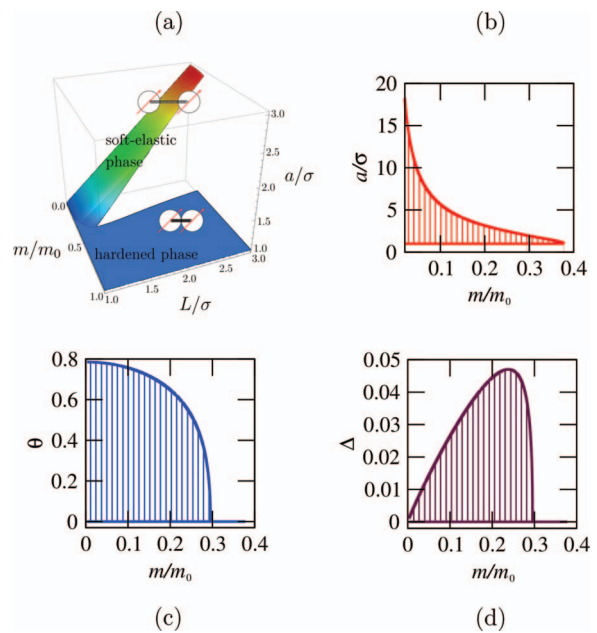 (a)
(b)
soft-elastic
phase
hardened phase
0.0
0.5
1.0
m/m₀
1.0
1.5
2.0
2.5
3.0
L/σ
3.0
2.5
2.0
1.5
1.0
a/σ
20
15
10
5
0
a/σ
0.1 0.2 0.3 0.4
m/m₀
0.8
0.6
0.4
0.2
0
θ
0 0.1 0.2 0.3 0.4
m/m₀
0.05
0.04
0.03
0.02
0.01
0
Δ
0 0.1 0.2 0.3 0.4
m/m₀
(c)
(d)